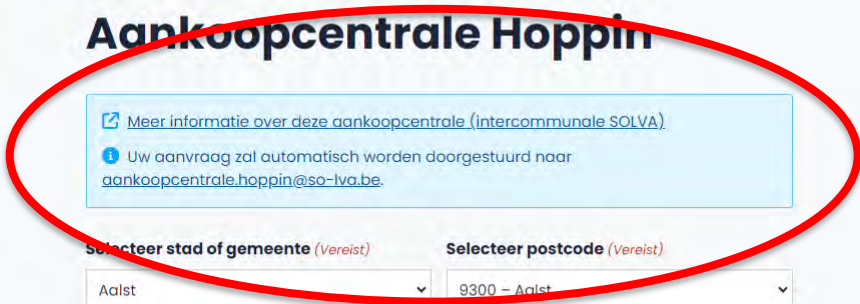 Aankoopcentrale Hoppin
Meer informatie over deze aankoopcentrale (intercommunale SOLVA)
Uw aanvraag zal automatisch worden doorgestuurd naar
aankoopcentrale.hoppin@so-lva.be.
Selecteer stad of gemeente (Vereist) Selecteer postcode (Vereist)
Aalst 9300 – Aalst